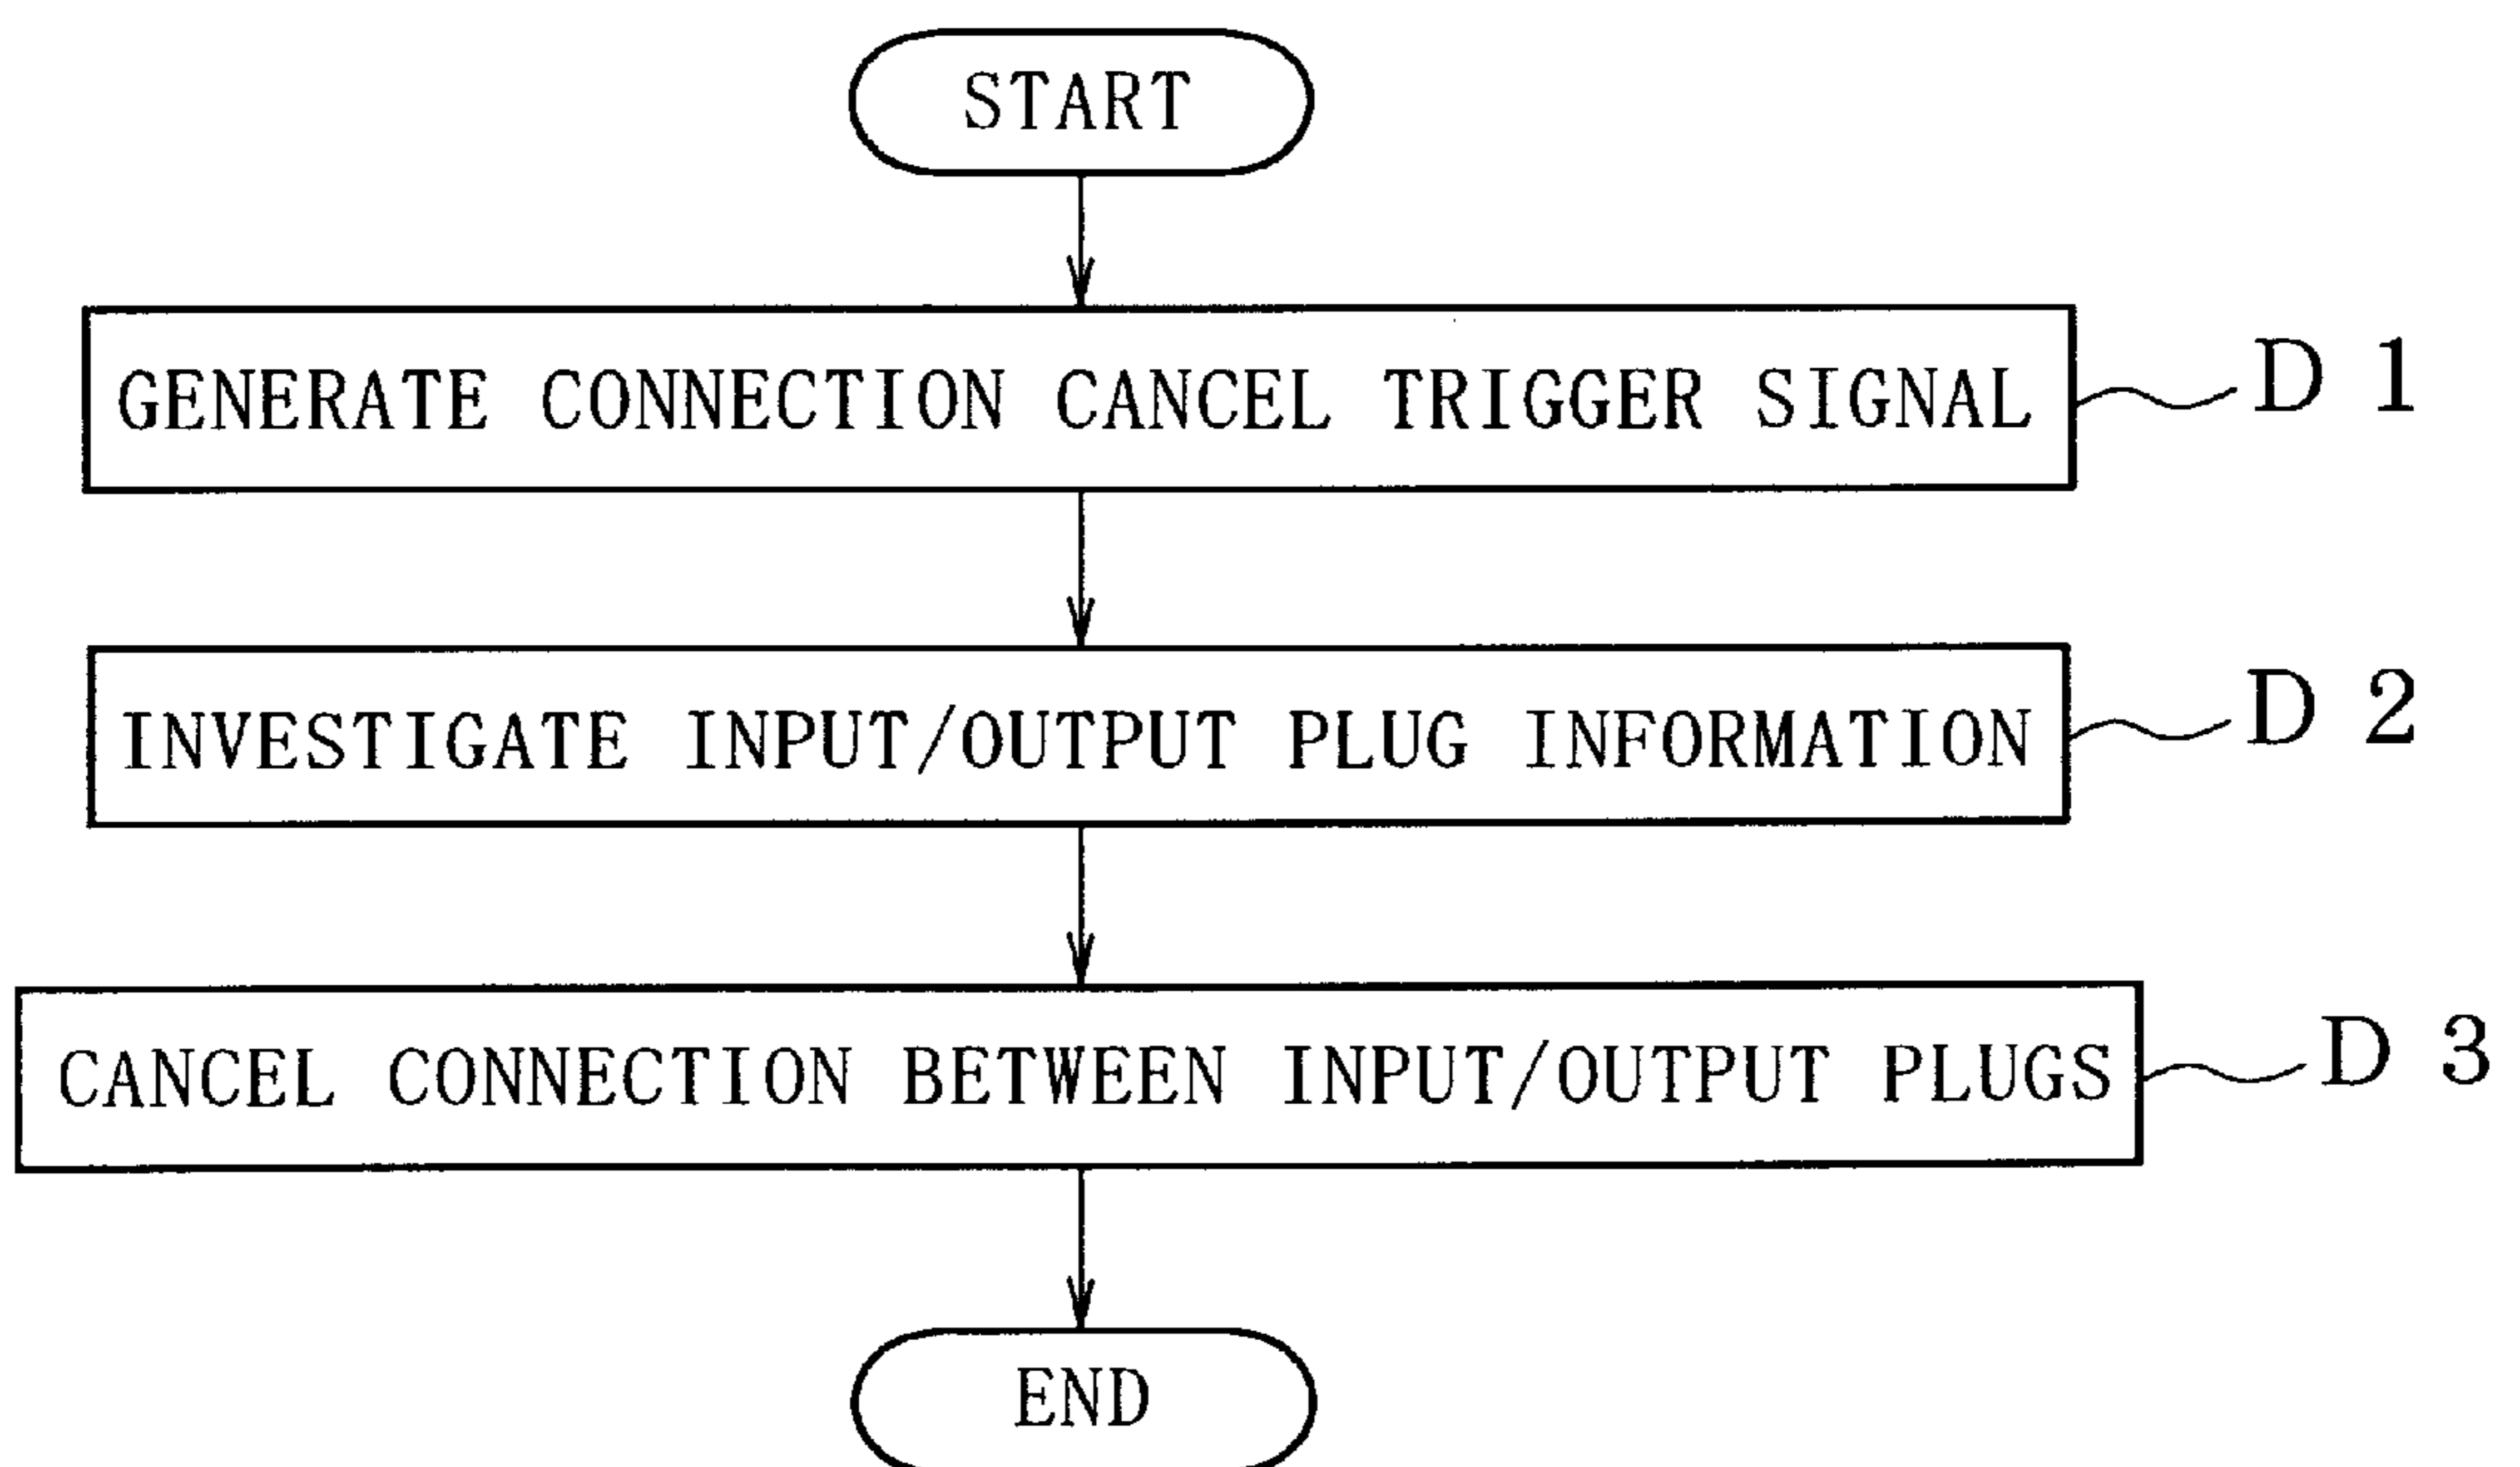 START
GENERATE CONNECTION CANCEL TRIGGER SIGNAL D 1
INVESTIGATE INPUT/OUTPUT PLUG INFORMATION D 2
CANCEL CONNECTION BETWEEN INPUT/OUTPUT PLUGS D 3
END